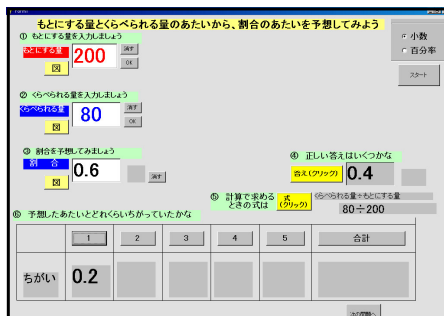 もとにする量とくらべられる量のあたいから、割合のあたいを予想してみよう
① もとにする量を入力しましょう
もとにする量 200 消す
図 OK
小数
百分率
スタート
② くらべられる量を入力しましょう
くらべられる量 80 消す
図 OK
③ 割合を予想してみましょう
割 合 0.6 消す
図
④ 正しい答えはいくつかな
答え(クリック) 0.4
⑤ 計算で求めるときの式は 式(クリック)
くらべられる量÷もとにする量
80÷200
⑥ 予想したあたいとどれくらいちがっていたかな
1 2 3 4 5 合計
ちがい 0.2